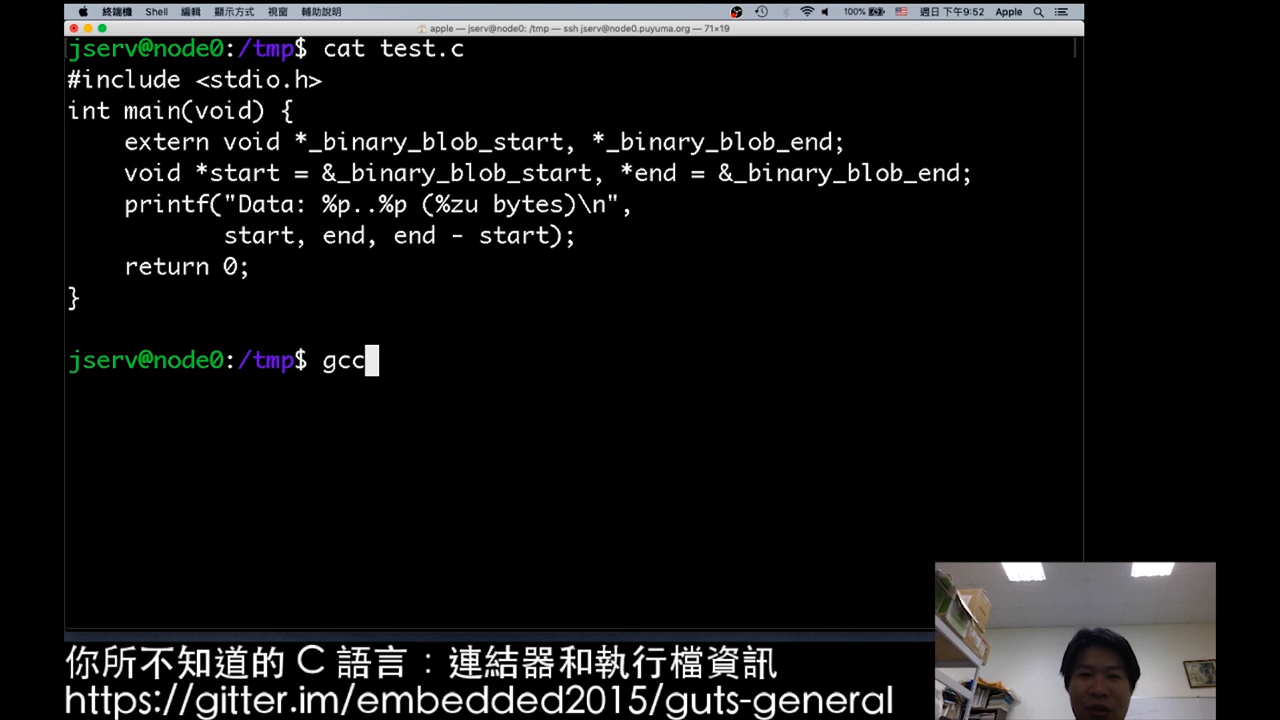 終端機 Shell 編輯 顯示方式 視窗 輔助說明 100% 週日 下午9:52 Apple
apple — jserv@node0: /tmp — ssh jserv@node0.puyuma.org — 71×19
jserv@node0:/tmp$ cat test.c
#include <stdio.h>
int main(void) {
    extern void *_binary_blob_start, *_binary_blob_end;
    void *start = &_binary_blob_start, *end = &_binary_blob_end;
    printf("Data: %p..%p (%zu bytes)\n",
           start, end, end - start);
    return 0;
}
jserv@node0:/tmp$ gcc
你所不知道的 C 語言：連結器和執行檔資訊
https://gitter.im/embedded2015/guts-general